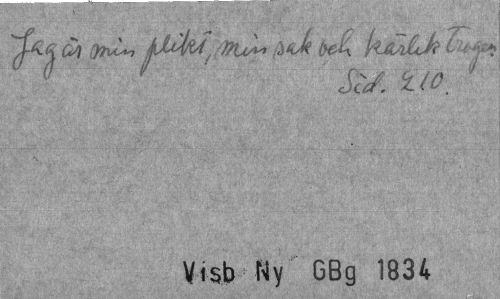 Jag är min plikt, min sak och kärlek trogen.
Sid. 210.
Visb Ny GBg 1834